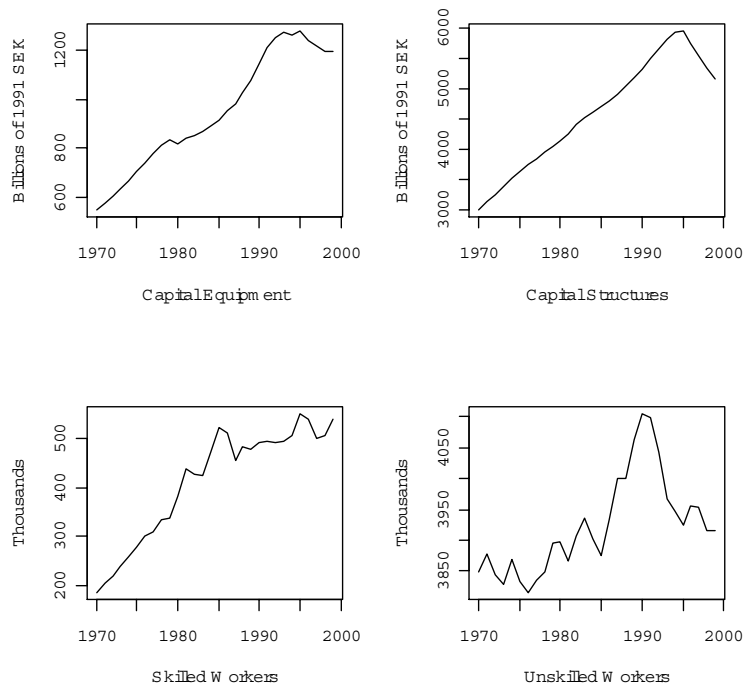 Billions of 1991 SEK
600 800 1200
1970 1980 1990 2000
Capital Equipment
Billions of 1991 SEK
3000 4000 5000 6000
1970 1980 1990 2000
Capital Structures
Thousands
200 300 400 500
1970 1980 1990 2000
Skilled Workers
Thousands
3850 3950 4050
1970 1980 1990 2000
Unskilled Workers